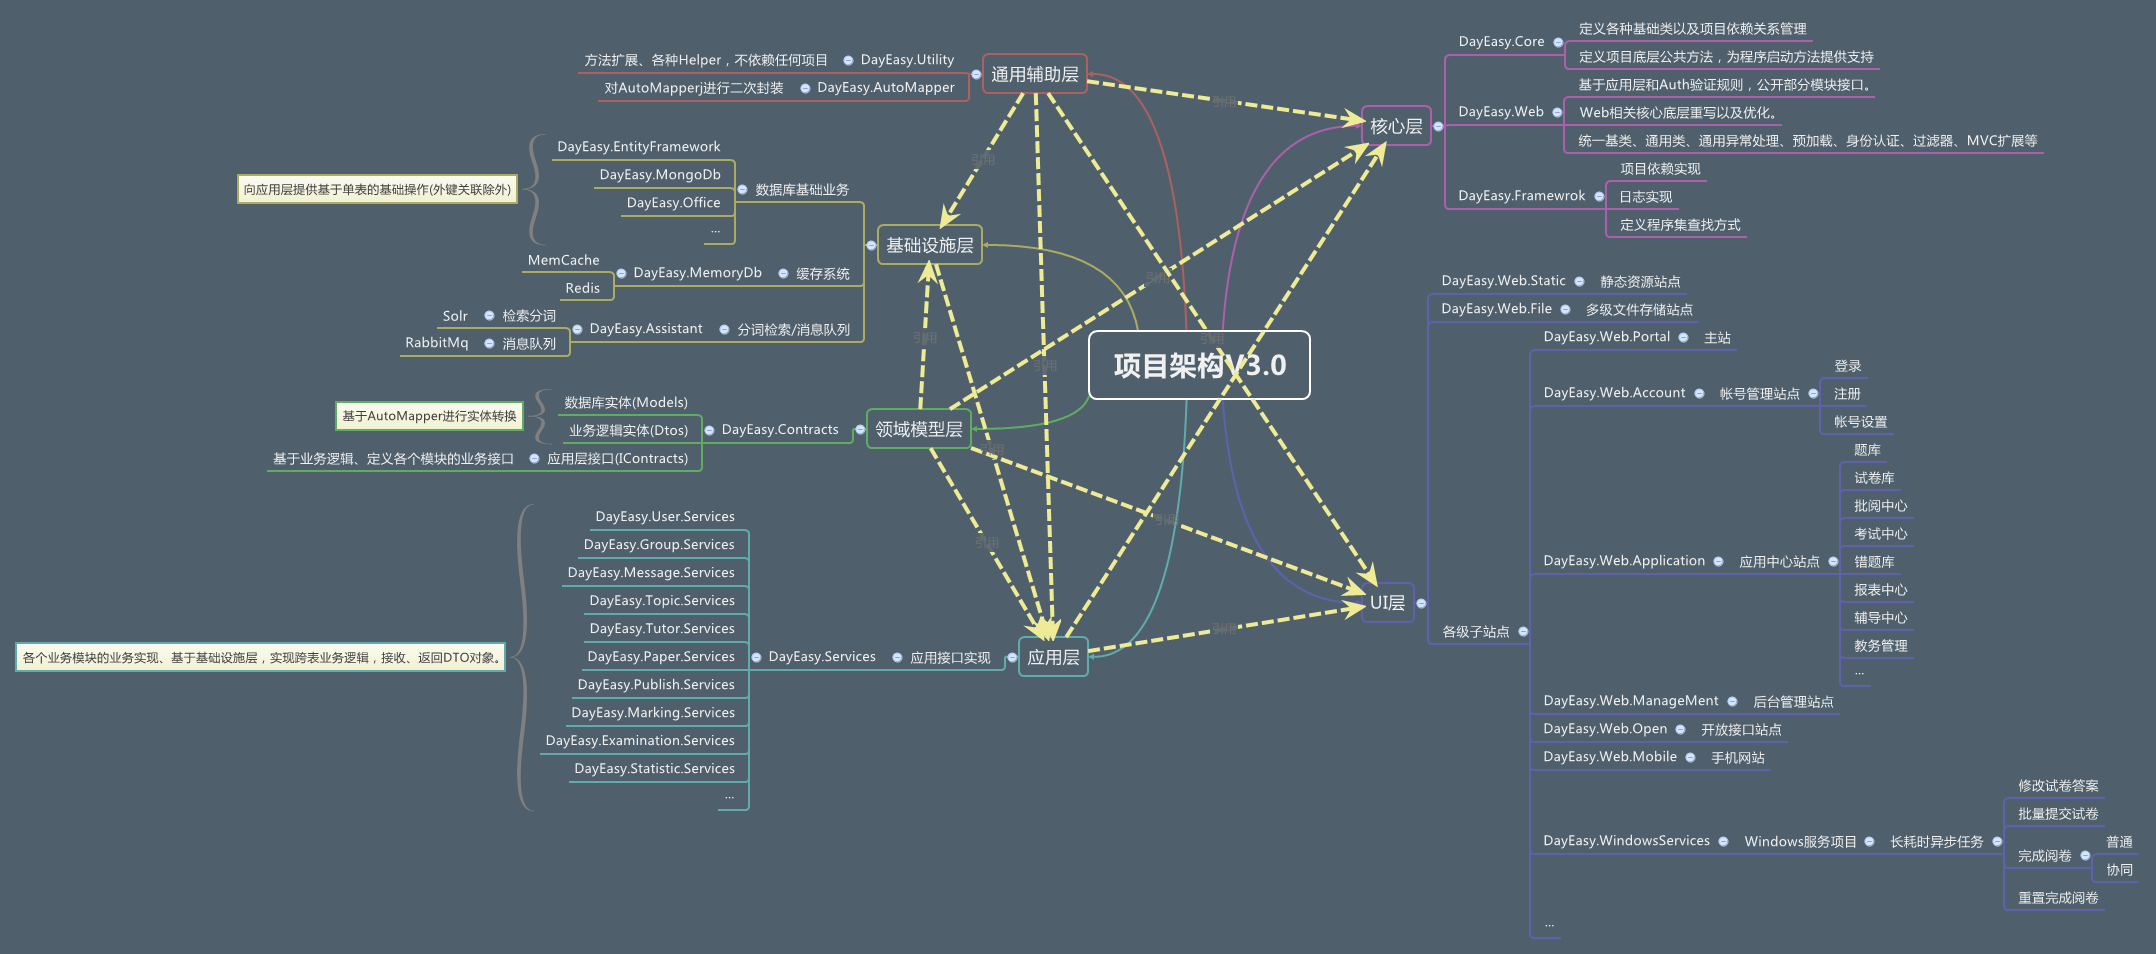 项目架构V3.0
通用辅助层
DayEasy.Utility
方法扩展、各种Helper，不依赖任何项目
DayEasy.AutoMapper
对AutoMapperj进行二次封装
基础设施层
数据库基础业务
DayEasy.EntityFramework
DayEasy.MongoDb
DayEasy.Office
...
向应用层提供基于单表的基础操作(外键关联除外)
缓存系统
DayEasy.MemoryDb
MemCache
Redis
分词检索/消息队列
DayEasy.Assistant
检索分词
Solr
消息队列
RabbitMq
领域模型层
DayEasy.Contracts
数据库实体(Models)
业务逻辑实体(Dtos)
基于AutoMapper进行实体转换
应用层接口(IContracts)
基于业务逻辑、定义各个模块的业务接口
应用层
应用接口实现
DayEasy.Services
DayEasy.User.Services
DayEasy.Group.Services
DayEasy.Message.Services
DayEasy.Topic.Services
DayEasy.Tutor.Services
DayEasy.Paper.Services
DayEasy.Publish.Services
DayEasy.Marking.Services
DayEasy.Examination.Services
DayEasy.Statistic.Services
...
各个业务模块的业务实现、基于基础设施层，实现跨表业务逻辑，接收、返回DTO对象。
核心层
DayEasy.Core
定义各种基础类以及项目依赖关系管理
定义项目底层公共方法，为程序启动方法提供支持
DayEasy.Web
基于应用层和Auth验证规则，公开部分模块接口。
Web相关核心底层重写以及优化。
统一基类、通用类、通用异常处理、预加载、身份认证、过滤器、MVC扩展等
DayEasy.Framewrok
项目依赖实现
日志实现
定义程序集查找方式
UI层
DayEasy.Web.Static
静态资源站点
DayEasy.Web.File
多级文件存储站点
各级子站点
DayEasy.Web.Portal
主站
DayEasy.Web.Account
帐号管理站点
登录
注册
帐号设置
DayEasy.Web.Application
应用中心站点
题库
试卷库
批阅中心
考试中心
错题库
报表中心
辅导中心
教务管理
...
DayEasy.Web.ManageMent
后台管理站点
DayEasy.Web.Open
开放接口站点
DayEasy.Web.Mobile
手机网站
DayEasy.WindowsServices
Windows服务项目
长耗时异步任务
修改试卷答案
批量提交试卷
完成阅卷
普通
协同
重置完成阅卷
...
引用
引用
引用
引用
引用
引用
引用
引用
引用
引用